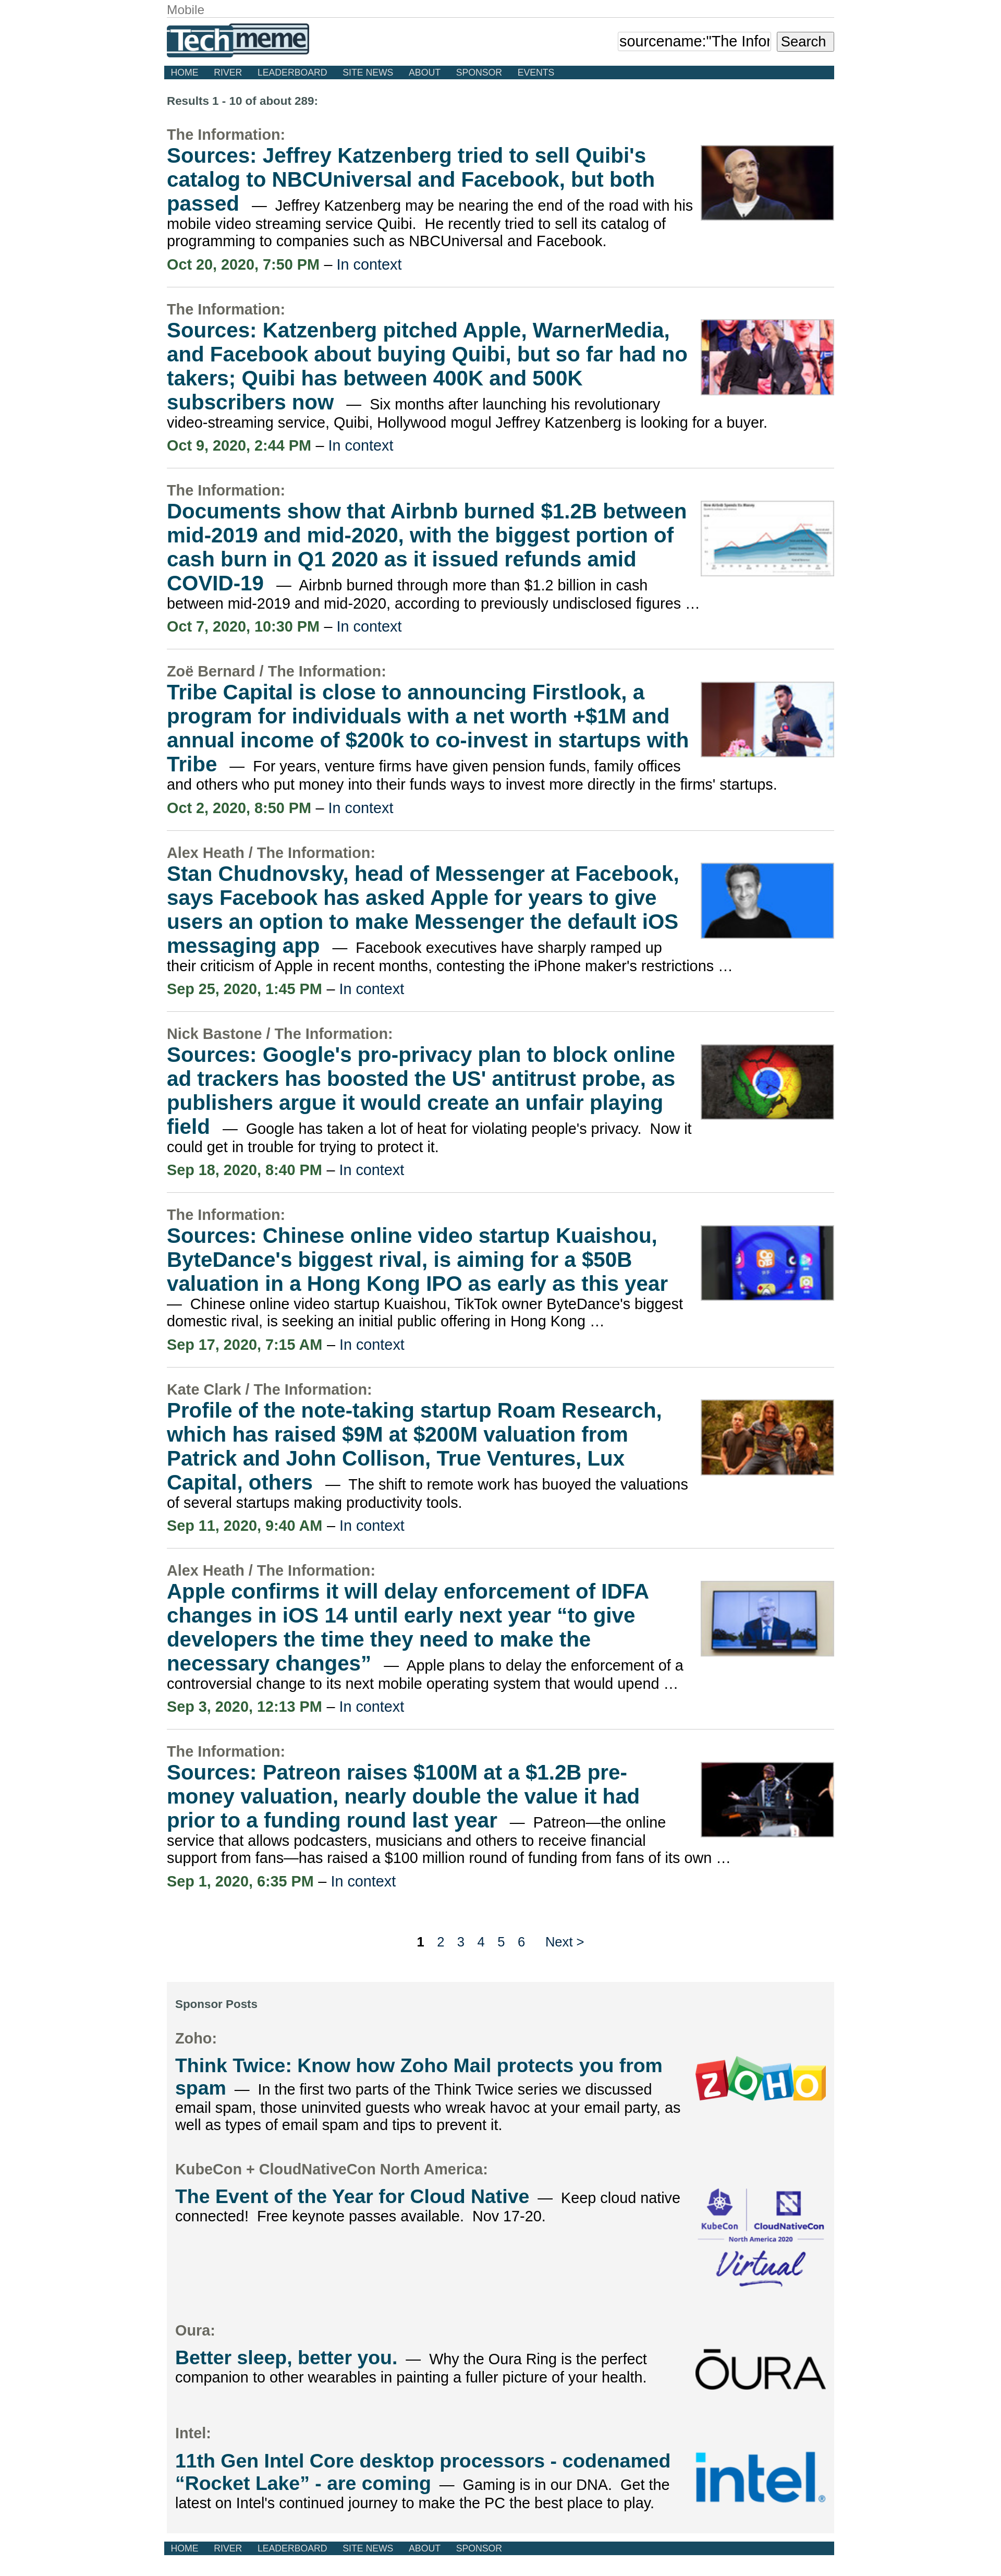 Mobile
Techmeme
sourcename:"The Infor
Search
HOME RIVER LEADERBOARD SITE NEWS ABOUT SPONSOR EVENTS
Results 1 - 10 of about 289:
The Information:
Sources: Jeffrey Katzenberg tried to sell Quibi's
catalog to NBCUniversal and Facebook, but both
passed — Jeffrey Katzenberg may be nearing the end of the road with his
mobile video streaming service Quibi. He recently tried to sell its catalog of
programming to companies such as NBCUniversal and Facebook.
Oct 20, 2020, 7:50 PM – In context
The Information:
Sources: Katzenberg pitched Apple, WarnerMedia,
and Facebook about buying Quibi, but so far had no
takers; Quibi has between 400K and 500K
subscribers now — Six months after launching his revolutionary
video-streaming service, Quibi, Hollywood mogul Jeffrey Katzenberg is looking for a buyer.
Oct 9, 2020, 2:44 PM – In context
The Information:
Documents show that Airbnb burned $1.2B between
mid-2019 and mid-2020, with the biggest portion of
cash burn in Q1 2020 as it issued refunds amid
COVID-19 — Airbnb burned through more than $1.2 billion in cash
between mid-2019 and mid-2020, according to previously undisclosed figures …
Oct 7, 2020, 10:30 PM – In context
Zoë Bernard / The Information:
Tribe Capital is close to announcing Firstlook, a
program for individuals with a net worth +$1M and
annual income of $200k to co-invest in startups with
Tribe — For years, venture firms have given pension funds, family offices
and others who put money into their funds ways to invest more directly in the firms' startups.
Oct 2, 2020, 8:50 PM – In context
Alex Heath / The Information:
Stan Chudnovsky, head of Messenger at Facebook,
says Facebook has asked Apple for years to give
users an option to make Messenger the default iOS
messaging app — Facebook executives have sharply ramped up
their criticism of Apple in recent months, contesting the iPhone maker's restrictions …
Sep 25, 2020, 1:45 PM – In context
Nick Bastone / The Information:
Sources: Google's pro-privacy plan to block online
ad trackers has boosted the US' antitrust probe, as
publishers argue it would create an unfair playing
field — Google has taken a lot of heat for violating people's privacy. Now it
could get in trouble for trying to protect it.
Sep 18, 2020, 8:40 PM – In context
The Information:
Sources: Chinese online video startup Kuaishou,
ByteDance's biggest rival, is aiming for a $50B
valuation in a Hong Kong IPO as early as this year
— Chinese online video startup Kuaishou, TikTok owner ByteDance's biggest
domestic rival, is seeking an initial public offering in Hong Kong …
Sep 17, 2020, 7:15 AM – In context
Kate Clark / The Information:
Profile of the note-taking startup Roam Research,
which has raised $9M at $200M valuation from
Patrick and John Collison, True Ventures, Lux
Capital, others — The shift to remote work has buoyed the valuations
of several startups making productivity tools.
Sep 11, 2020, 9:40 AM – In context
Alex Heath / The Information:
Apple confirms it will delay enforcement of IDFA
changes in iOS 14 until early next year “to give
developers the time they need to make the
necessary changes” — Apple plans to delay the enforcement of a
controversial change to its next mobile operating system that would upend …
Sep 3, 2020, 12:13 PM – In context
The Information:
Sources: Patreon raises $100M at a $1.2B pre-
money valuation, nearly double the value it had
prior to a funding round last year — Patreon—the online
service that allows podcasters, musicians and others to receive financial
support from fans—has raised a $100 million round of funding from fans of its own …
Sep 1, 2020, 6:35 PM – In context
1 2 3 4 5 6 Next >
Sponsor Posts
Zoho:
Think Twice: Know how Zoho Mail protects you from
spam — In the first two parts of the Think Twice series we discussed
email spam, those uninvited guests who wreak havoc at your email party, as
well as types of email spam and tips to prevent it.
ZOHO
KubeCon + CloudNativeCon North America:
The Event of the Year for Cloud Native — Keep cloud native
connected! Free keynote passes available. Nov 17-20.
KubeCon CloudNativeCon
North America 2020
Virtual
Oura:
Better sleep, better you. — Why the Oura Ring is the perfect
companion to other wearables in painting a fuller picture of your health.
ŌURA
Intel:
11th Gen Intel Core desktop processors - codenamed
“Rocket Lake” - are coming — Gaming is in our DNA. Get the
latest on Intel's continued journey to make the PC the best place to play.
intel®
HOME RIVER LEADERBOARD SITE NEWS ABOUT SPONSOR